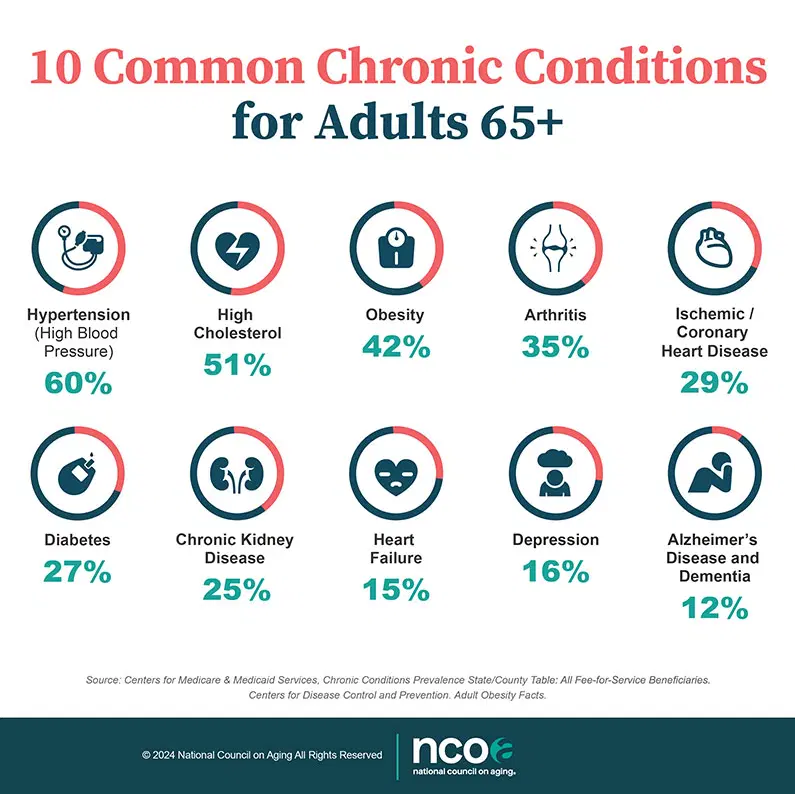 10 Common Chronic Conditions
for Adults 65+
Hypertension
(High Blood
Pressure)
60%
High
Cholesterol
51%
Obesity
42%
Arthritis
35%
Ischemic /
Coronary
Heart Disease
29%
Diabetes
27%
Chronic Kidney
Disease
25%
Heart
Failure
15%
Depression
16%
Alzheimer's
Disease and
Dementia
12%
Source: Centers for Medicare & Medicaid Services, Chronic Conditions Prevalence State/County Table: All Fee-for-Service Beneficiaries.
Centers for Disease Control and Prevention. Adult Obesity Facts.
© 2024 National Council on Aging All Rights Reserved
ncoa
national council on aging.